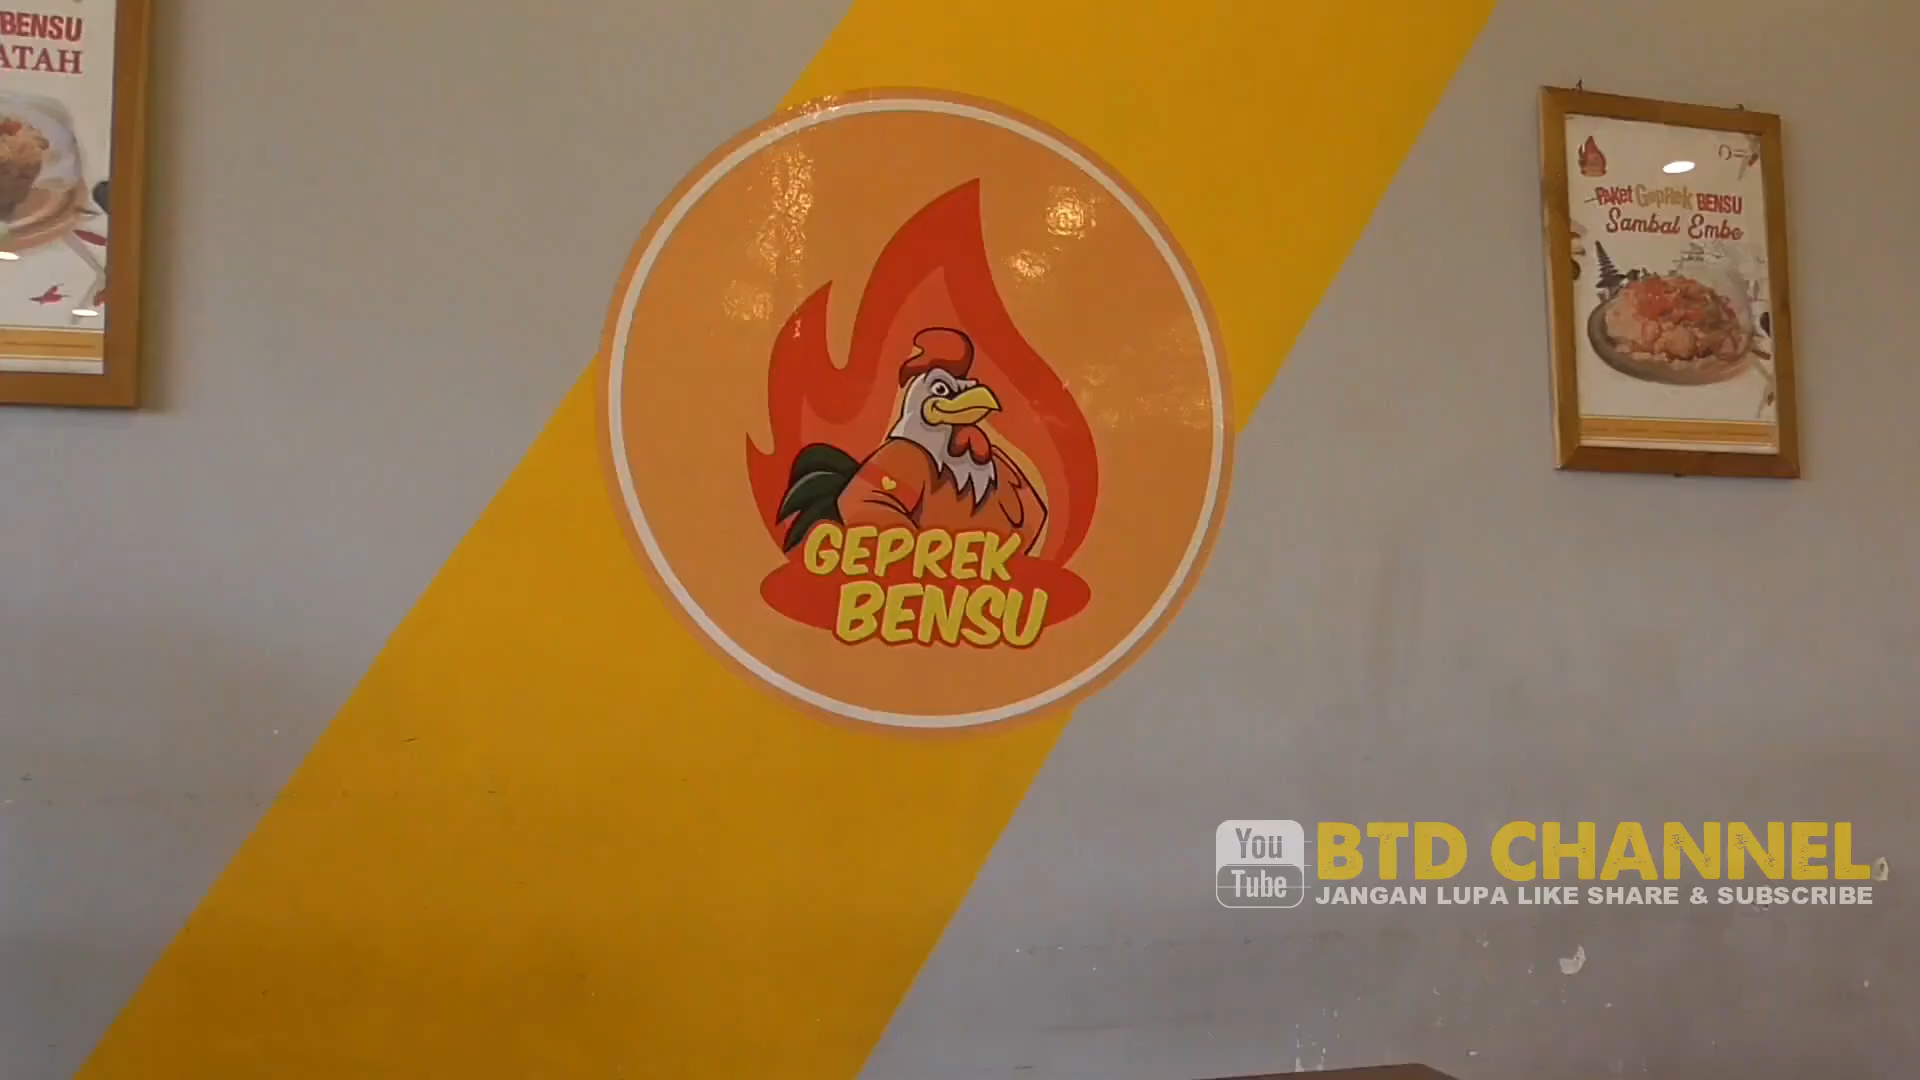 BENSU
ATAH
PAket GepRek BENSU
Sambal Embe
GEPREK
BENSU
You
Tube
BTD CHANNEL
JANGAN LUPA LIKE SHARE & SUBSCRIBE